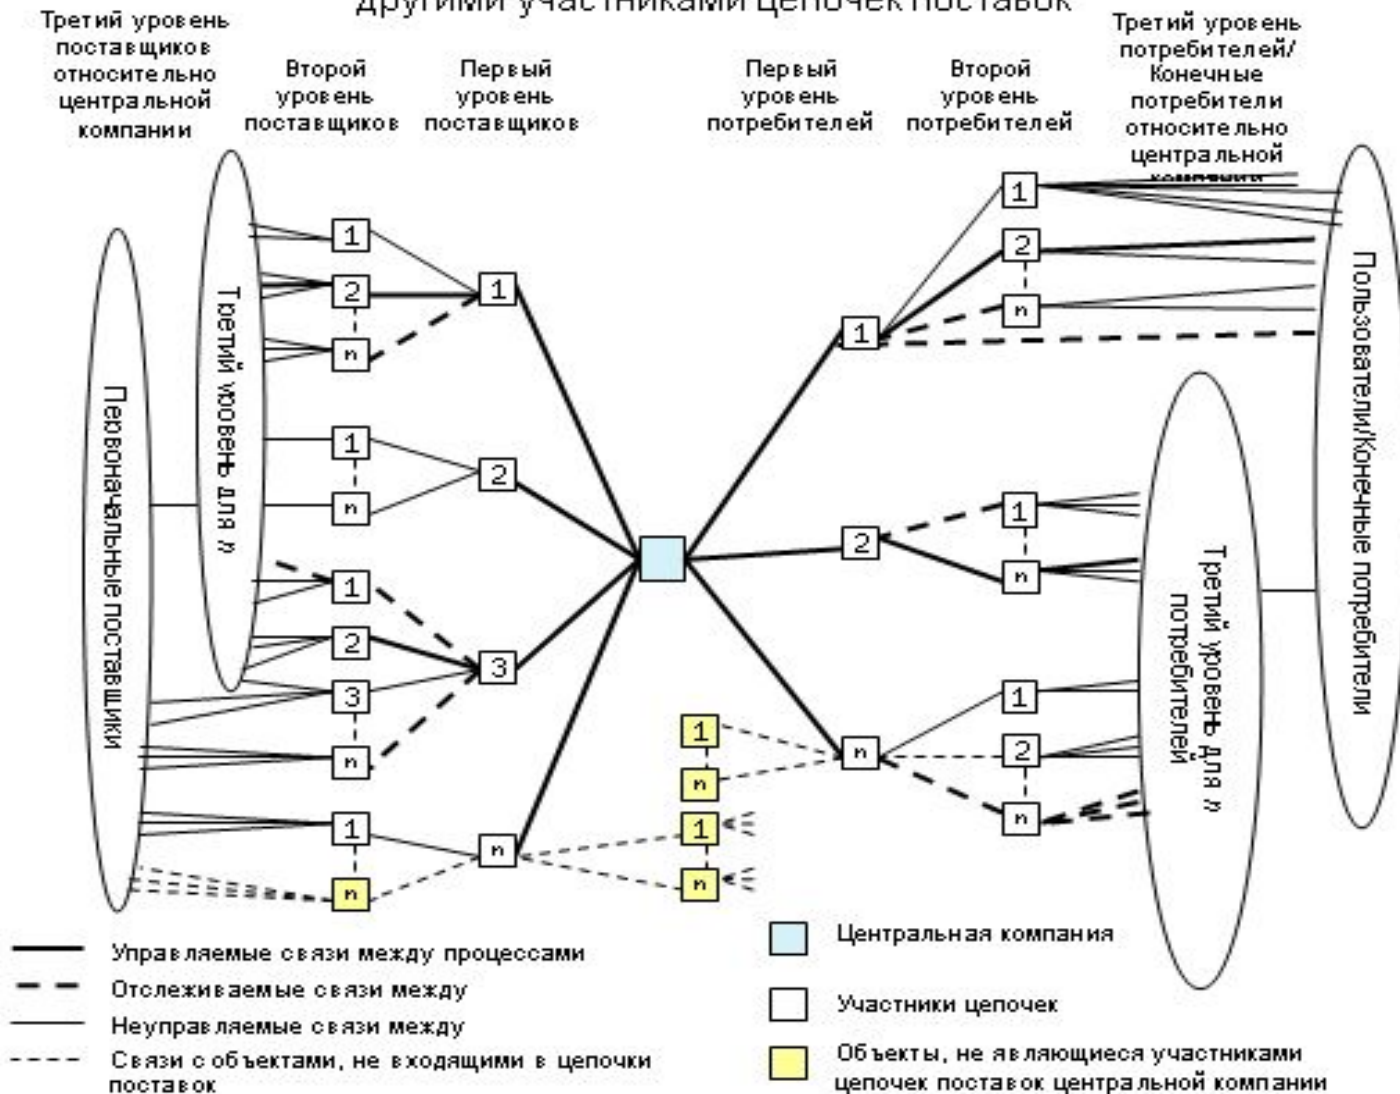 другими участниками цепочек поставок
Третий уровень
поставщиков
относительно
центральной
компании
Второй
уровень
поставщиков
Первый
уровень
поставщиков
Первый
уровень
потребителей
Второй
уровень
потребителей
Третий уровень
потребителей/
Конечные
потребители
относительно
центральной
компании
Первоначальные поставщики
Третий уровень для n
1
2
n
1
n
1
2
3
n
1
n
1
2
3
n
1
n
1
n
1
2
n
1
2
n
1
n
1
2
n
Третий уровень для n
потребителей
Пользователи/Конечные потребители
Управляемые связи между процессами
Отслеживаемые связи между
Неуправляемые связи между
Связи с объектами, не входящими в цепочки
поставок
Центральная компания
Участники цепочек
Объекты, не являющиеся участниками
цепочек поставок центральной компании